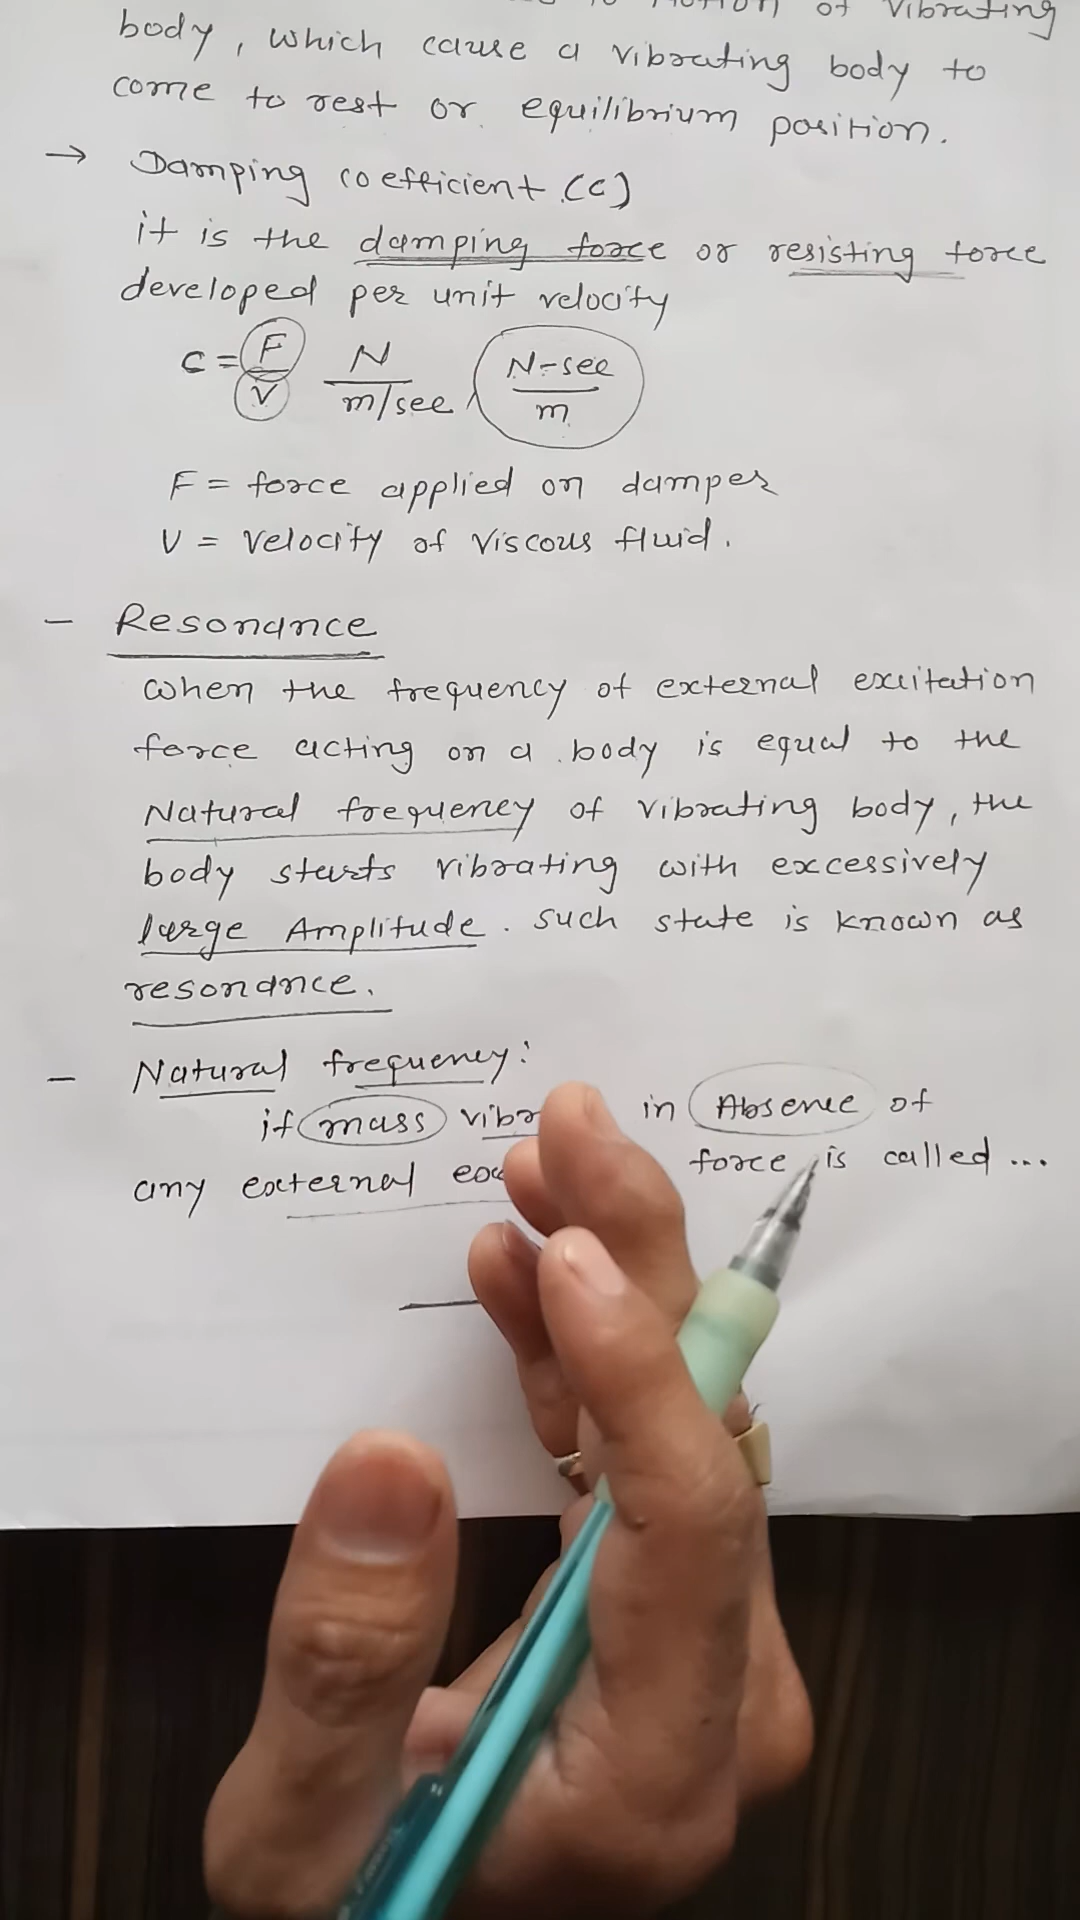 to motion of vibrating
body, which cause a vibrating body to
come to rest or equilibrium position.
→ Damping coefficient (c)
it is the damping force or resisting force
developed per unit velocity
c = F/V N/m/sec, N-sec/m
F = force applied on damper
V = velocity of viscous fluid.
- Resonance
when the frequency of external excitation
force acting on a body is equal to the
Natural frequency of vibrating body, the
body starts vibrating with excessively
large Amplitude. such state is known as
resonance.
- Natural frequency:
if mass in Absence of
any external force is called ...